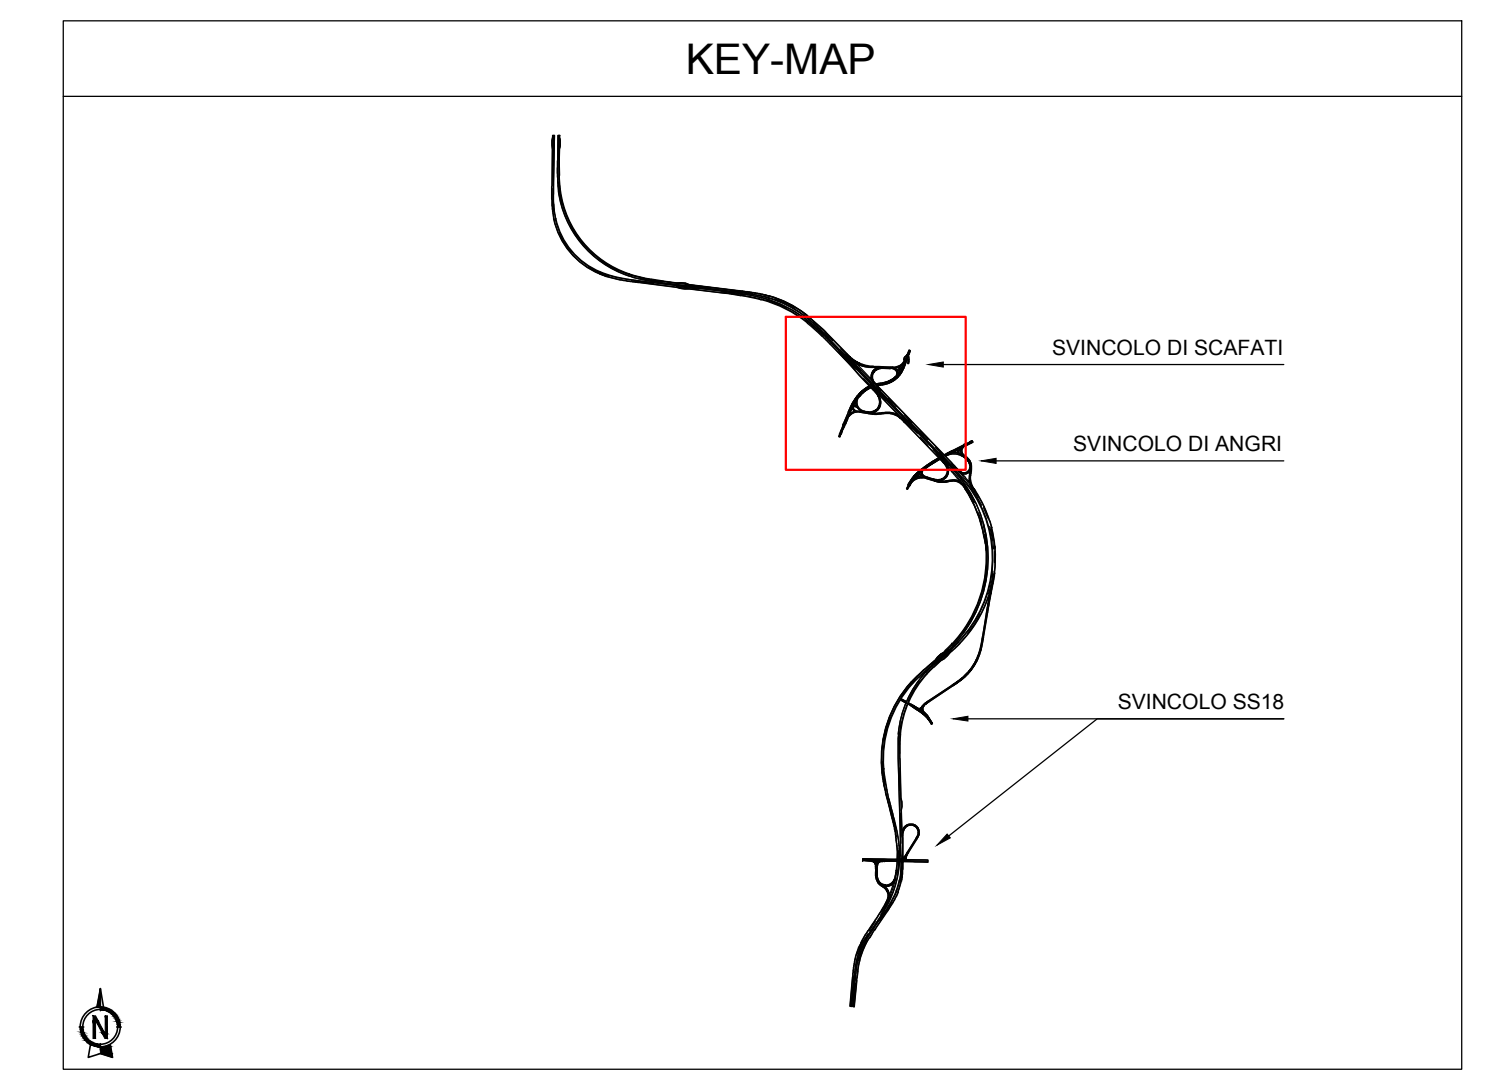 KEY-MAP
SVINCOLO DI SCAFATI
SVINCOLO DI ANGRI
SVINCOLO SS18
N